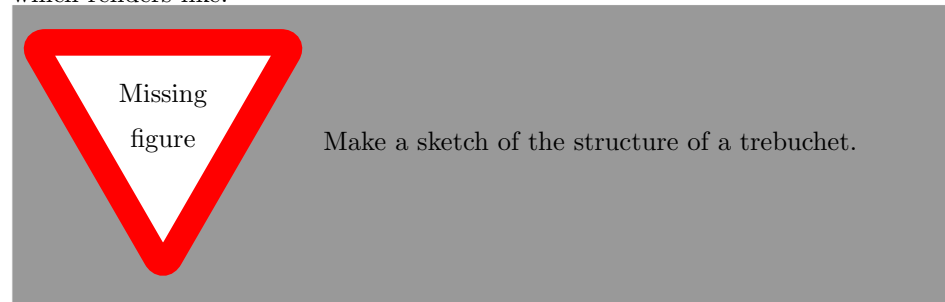 which renders like:
Missing
figure
Make a sketch of the structure of a trebuchet.